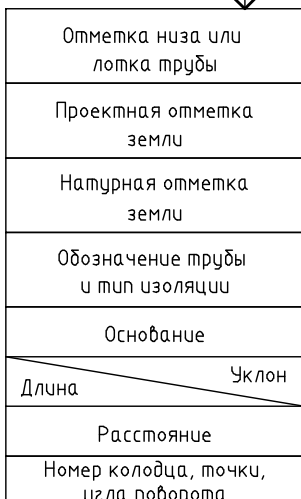 Отметка низа или
лотка трубы
Проектная отметка
земли
Натурная отметка
земли
Обозначение трубы
и тип изоляции
Основание
Уклон
Длина
Расстояние
Номер колодца, точки,
угла поворота